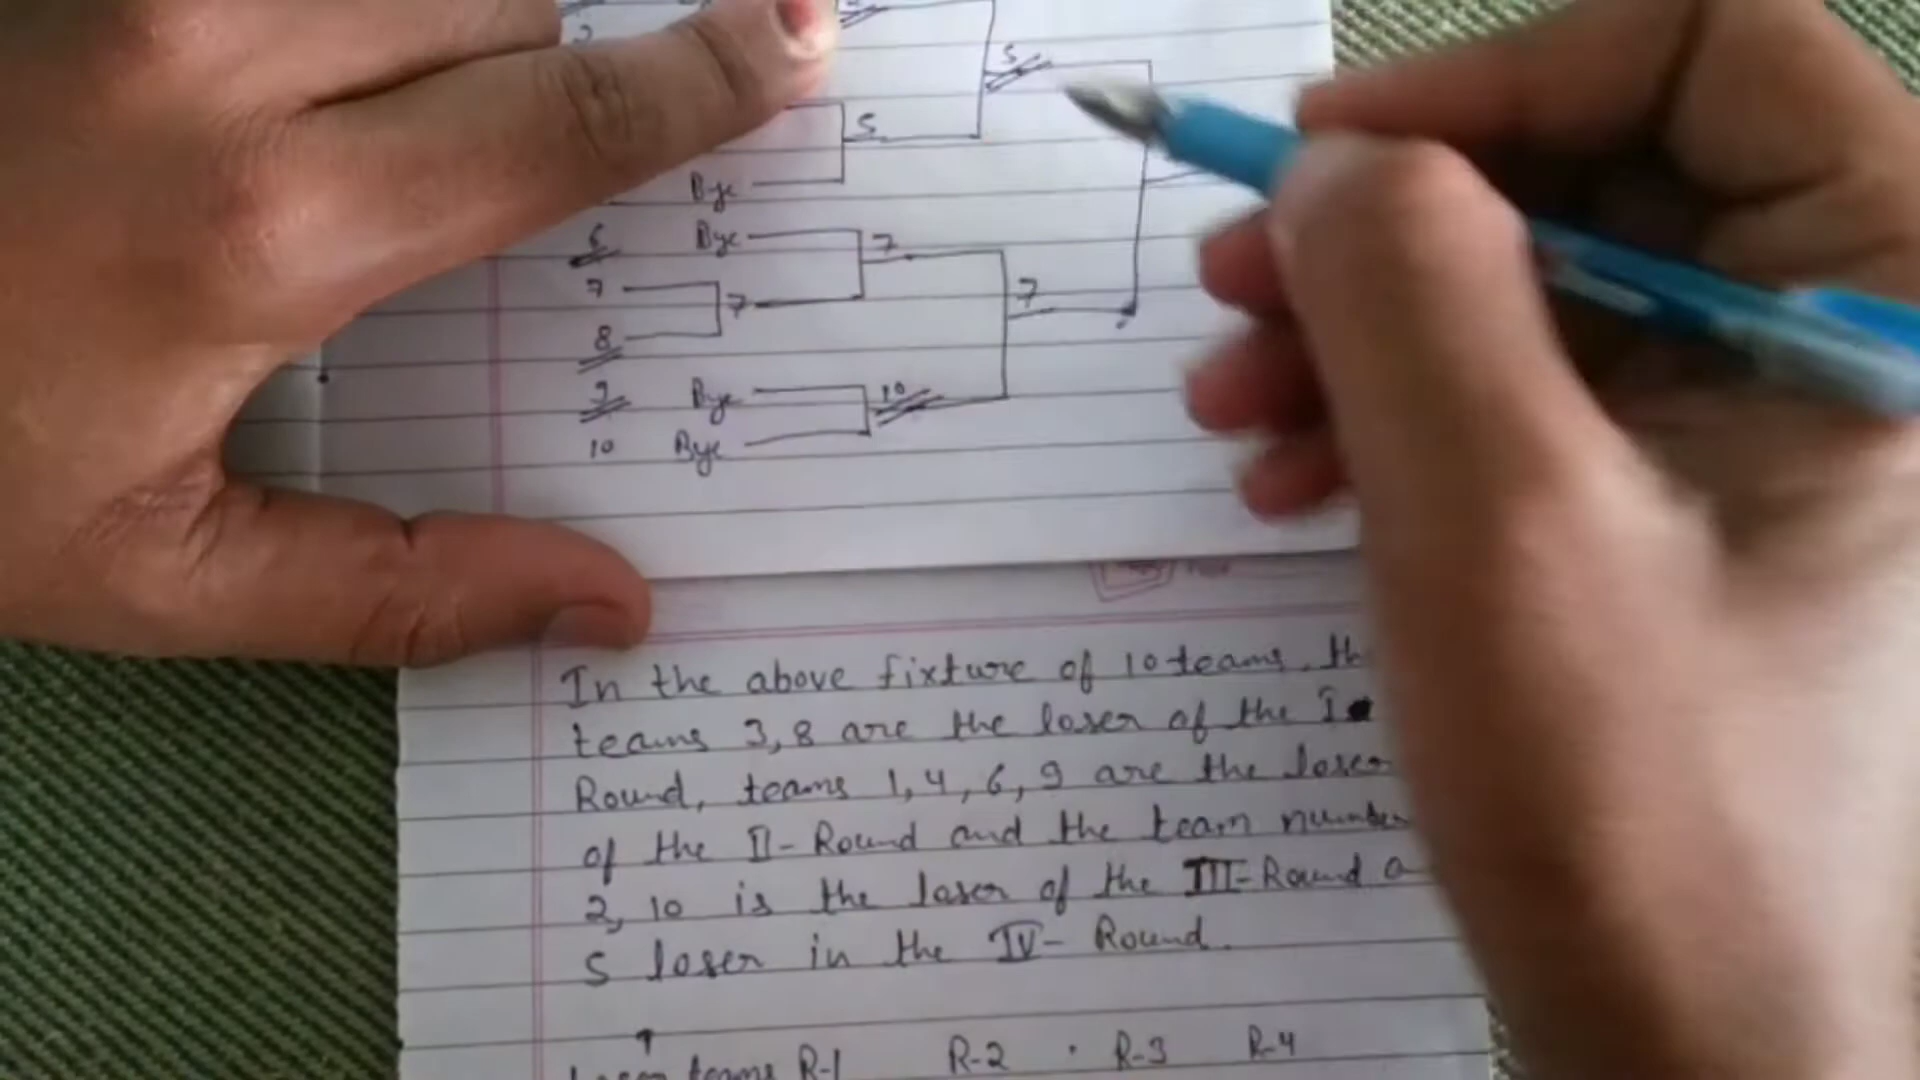 5
5
Bye
6 Bye 7
7 7 7
8
9 Bye 10
10 Bye
In the above fixture of 10 teams, th
teams 3,8 are the loser of the I
Round, teams 1, 4, 6, 9 are the loser
of the II- Round and the team number
2, 10 is the loser of the III-Round a
5 loser in the IV- Round.
Loser teams R-1 R-2 R-3 R-4